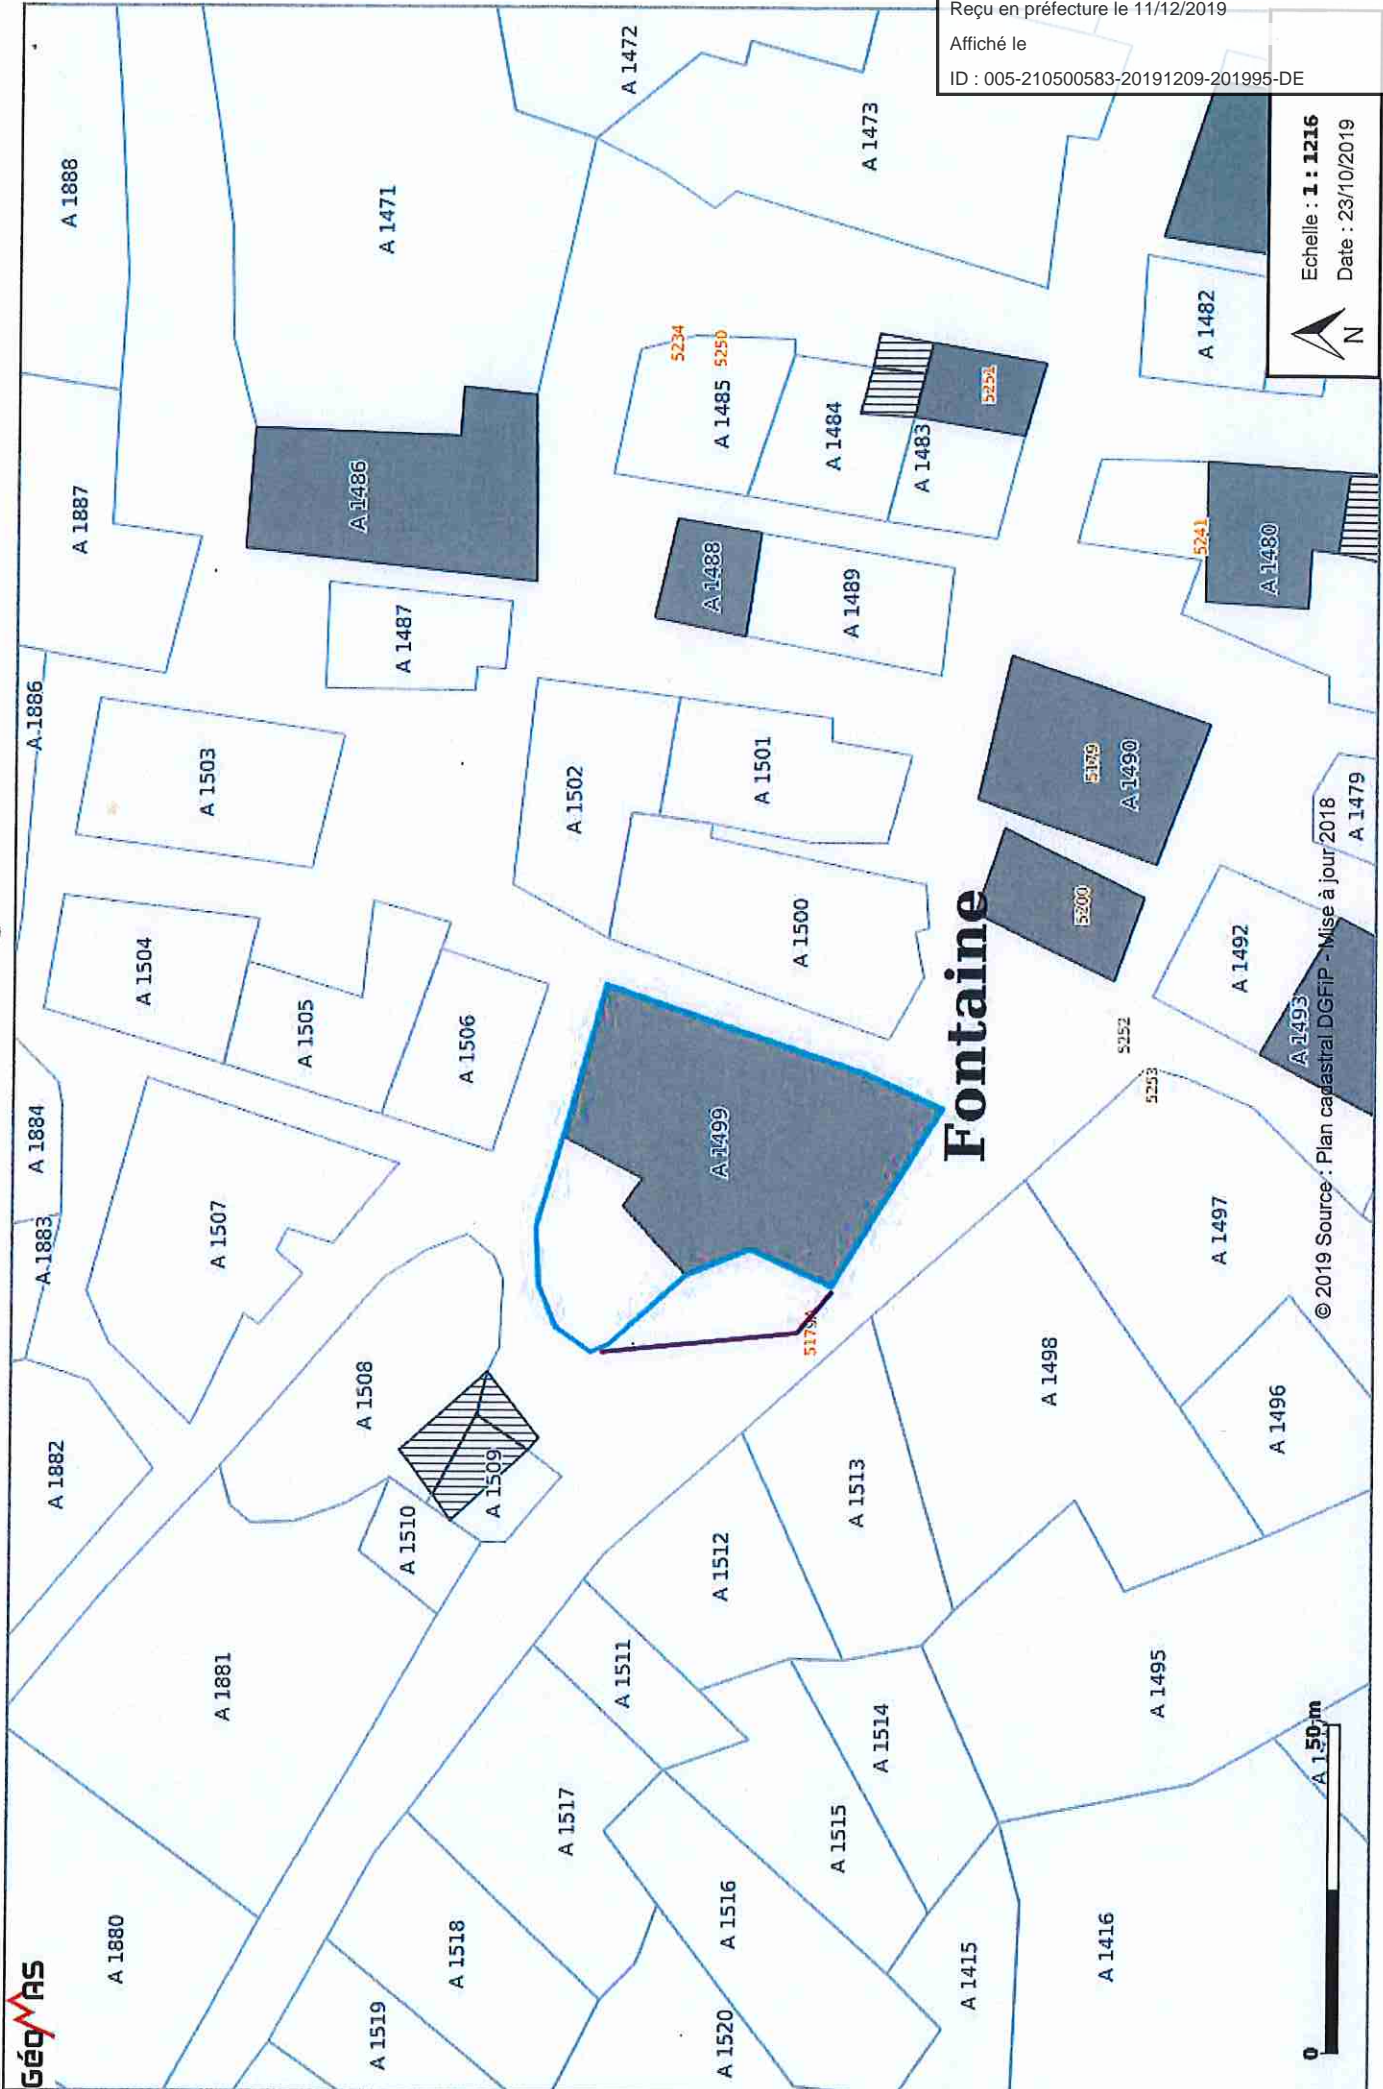 Reçu en préfecture le 11/12/2019
Affiché le
ID : 005-210500583-20191209-201995-DE
GéoMAS
A 1880
A 1881
A 1882
A 1883
A 1884
A 1886
A 1887
A 1888
A 1519
A 1518
A 1517
A 1511
A 1510
A 1509
A 1508
A 1507
A 1506
A 1505
A 1504
A 1503
A 1487
A 1486
A 1471
A 1472
A 1473
A 1520
A 1516
A 1515
A 1514
A 1512
A 1513
5179A
A 1499
A 1500
A 1502
A 1501
A 1488
A 1489
A 1485
5234
5250
A 1484
A 1483
5251
A 1415
A 1416
A 1495
A 1498
A 1496
A 1497
Fontaine
5252
5253
5200
5179
A 1490
A 1492
A 1493
A 1479
5241
A 1480
A 1482
0
50 m
© 2019 Source : Plan cadastral DGFiP - Mise à jour 2018
N
Echelle : 1 : 1216
Date : 23/10/2019